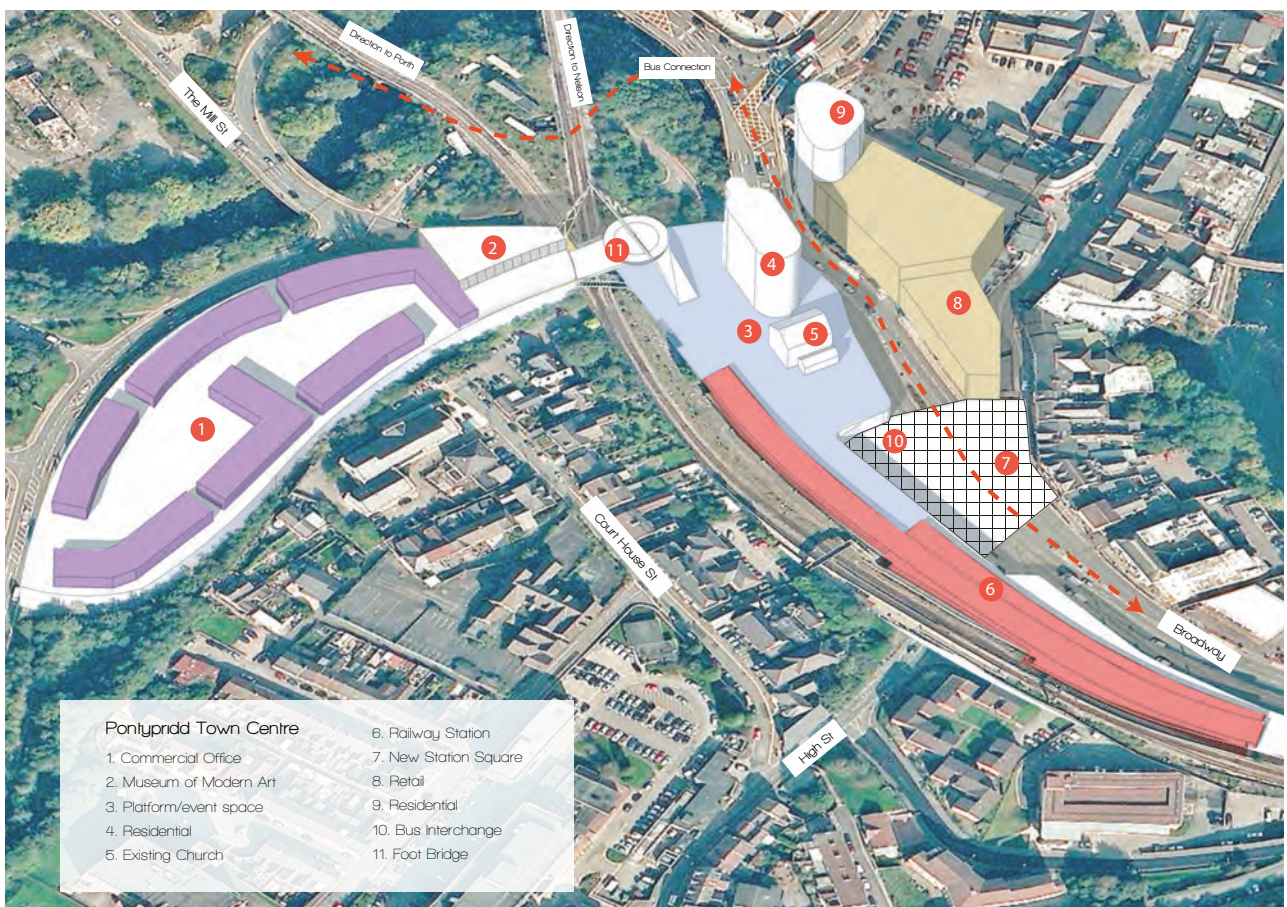 Direction to Porth
Direction to Nelson
Bus Connection
The Mill St
9
2
11
4
8
3
5
1
10
7
Court House St
6
Broadway
High St
Pontypridd Town Centre
1. Commercial Office
2. Museum of Modern Art
3. Platform/event space
4. Residential
5. Existing Church
6. Railway Station
7. New Station Square
8. Retail
9. Residential
10. Bus Interchange
11. Foot Bridge